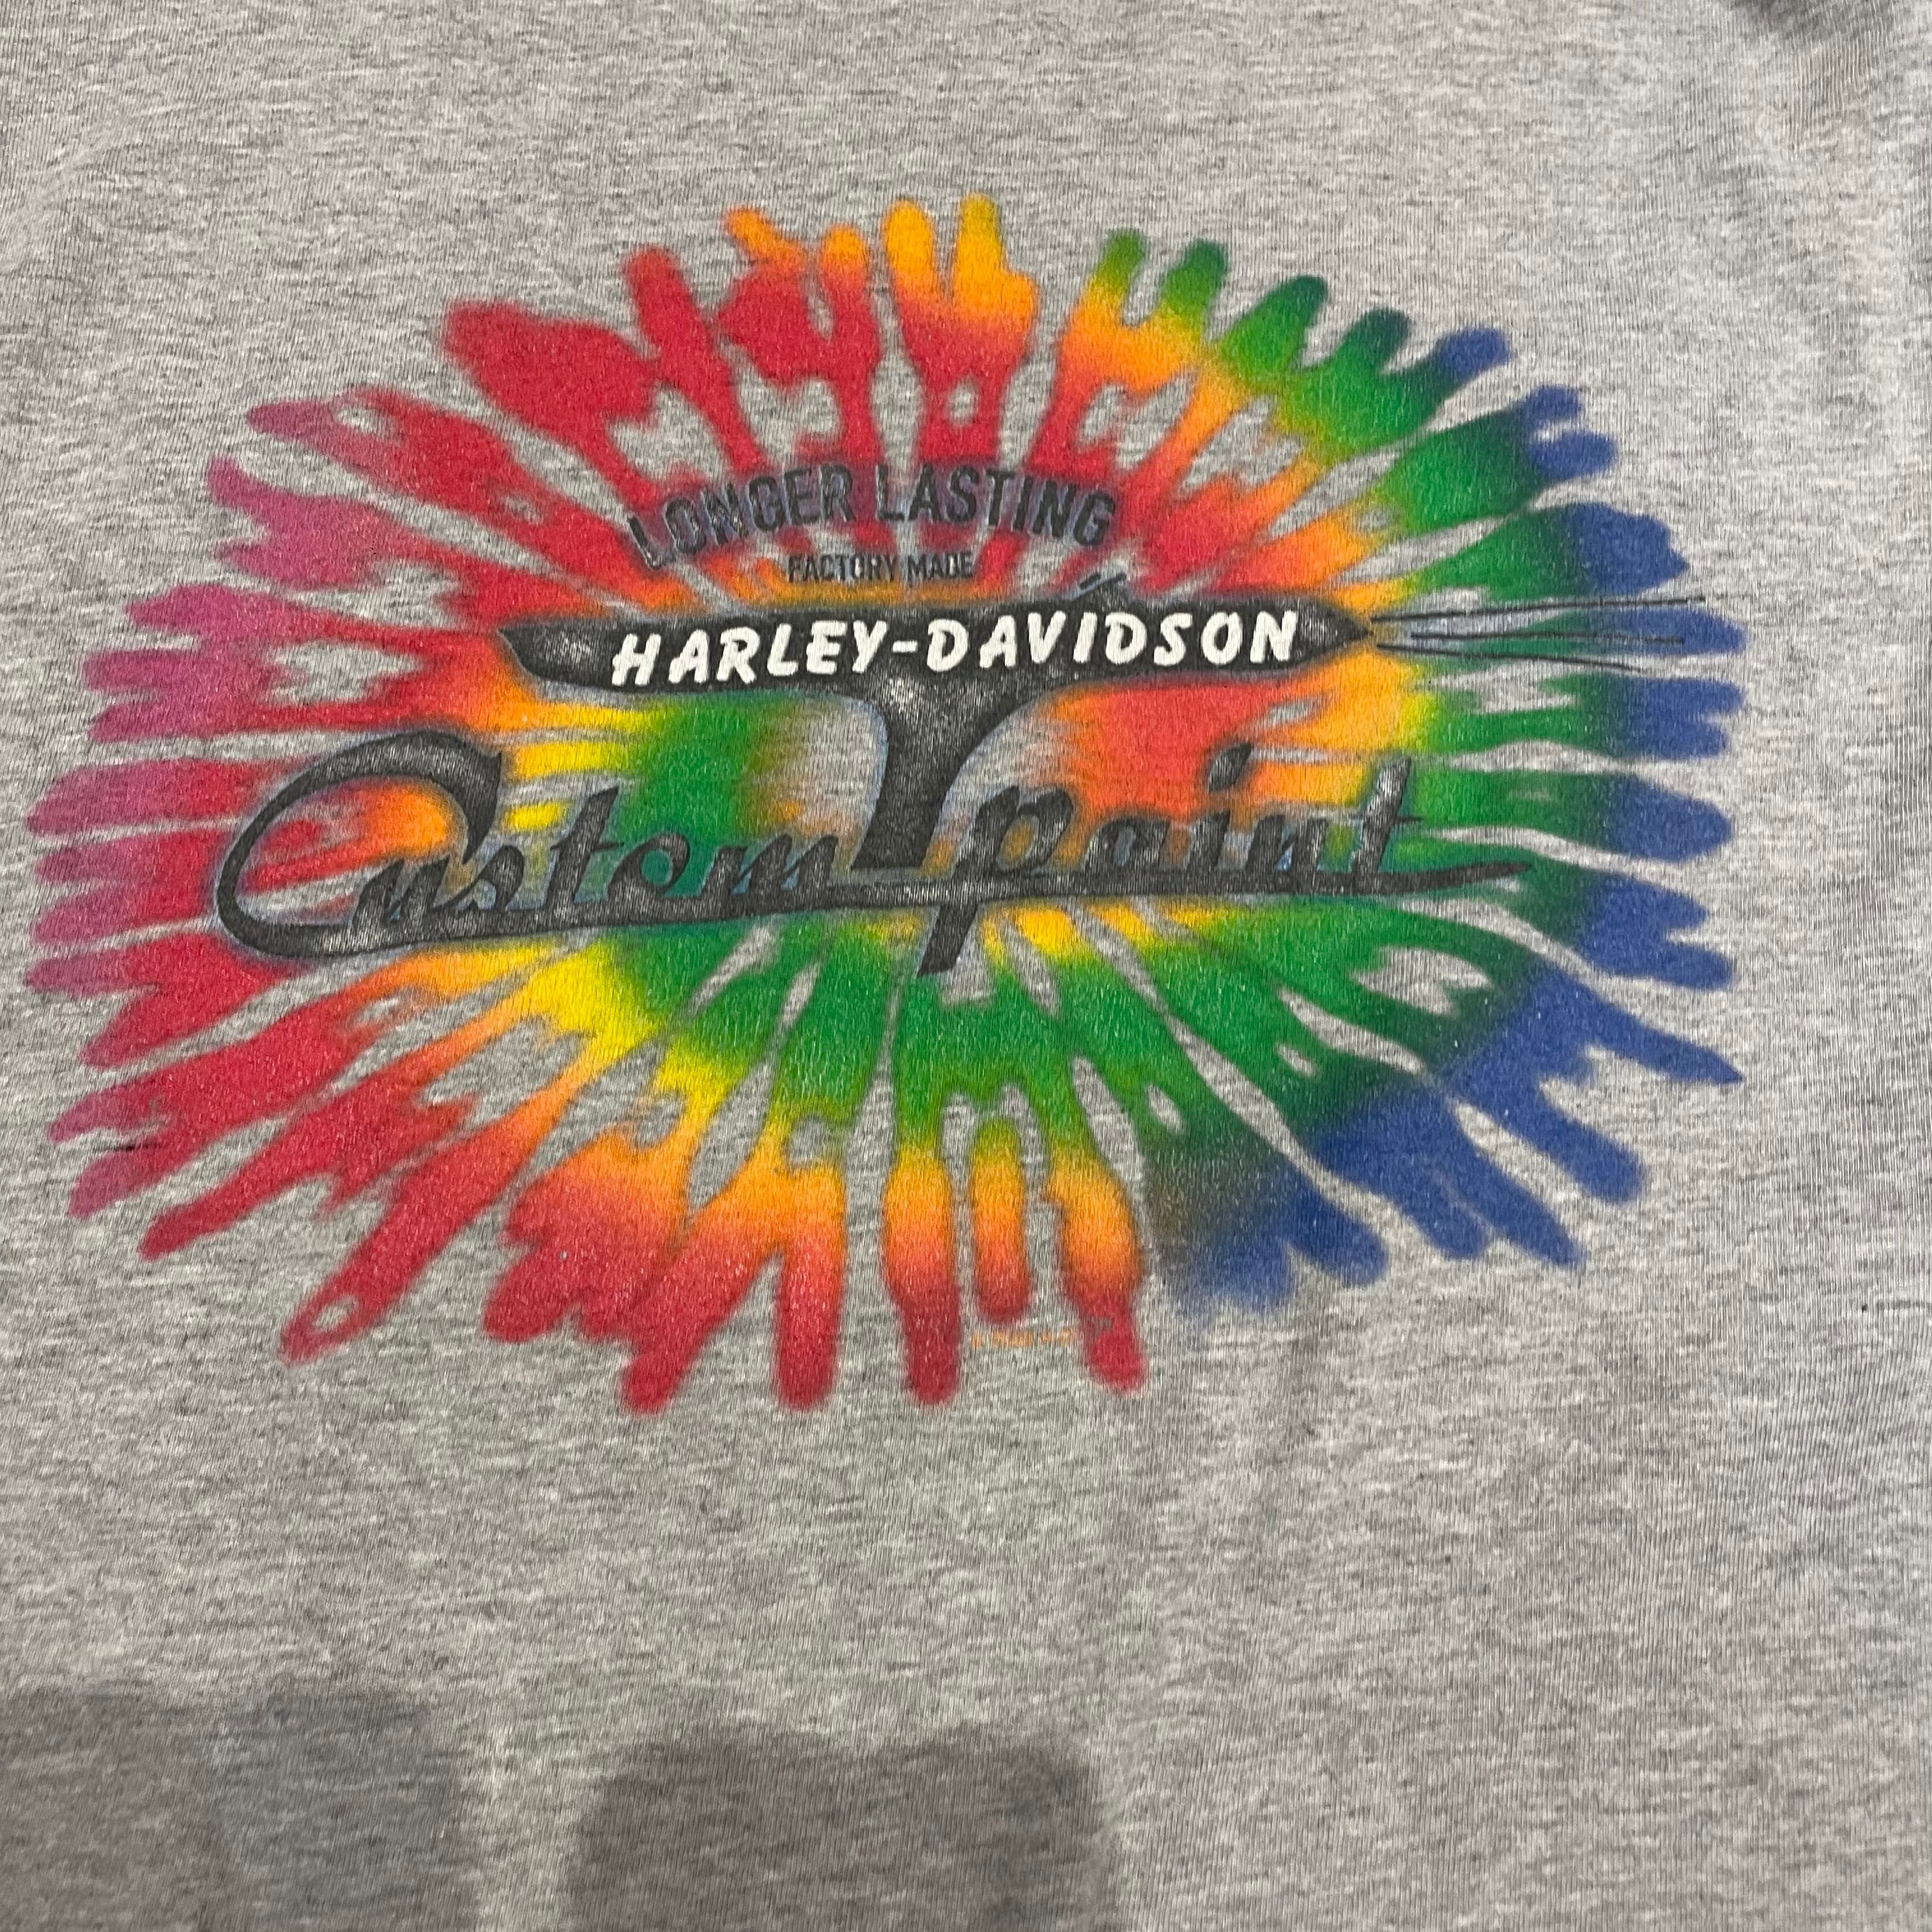 LONGER LASTING
FACTORY MADE
HARLEY-DAVIDSON
Custom paint